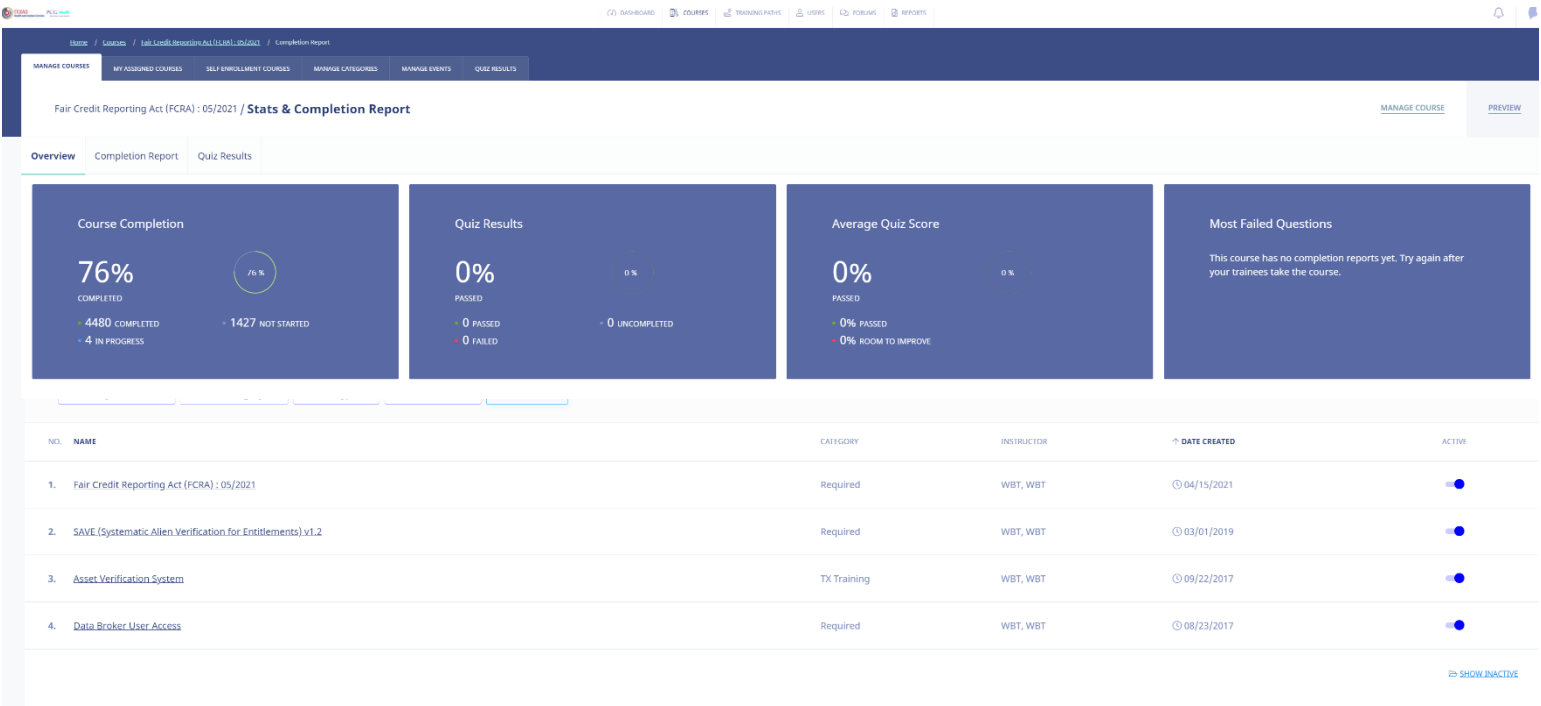 TEXAS
DASHBOARD COURSES TRAINING PATHS USERS FORUMS REPORTS
Home / Courses / Fair Credit Reporting Act (FCRA) : 05/2021 / Completion Report
MANAGE COURSES MY ASSIGNED COURSES SELF ENROLLMENT COURSES MANAGE CATEGORIES MANAGE EVENTS QUIZ RESULTS
Fair Credit Reporting Act (FCRA) : 05/2021 / Stats & Completion Report MANAGE COURSE PREVIEW
Overview Completion Report Quiz Results
Course Completion
76%
COMPLETED
76 %
4480 COMPLETED 1427 NOT STARTED
4 IN PROGRESS
Quiz Results
0%
PASSED
0 %
0 PASSED 0 UNCOMPLETED
0 FAILED
Average Quiz Score
0%
PASSED
0 %
0% PASSED
0% ROOM TO IMPROVE
Most Failed Questions
This course has no completion reports yet. Try again after
your trainees take the course.
NO. NAME CATEGORY INSTRUCTOR DATE CREATED ACTIVE
1. Fair Credit Reporting Act (FCRA) : 05/2021 Required WBT, WBT 04/15/2021
2. SAVE (Systematic Alien Verification for Entitlements) v1.2 Required WBT, WBT 03/01/2019
3. Asset Verification System TX Training WBT, WBT 09/22/2017
4. Data Broker User Access Required WBT, WBT 08/23/2017
SHOW INACTIVE